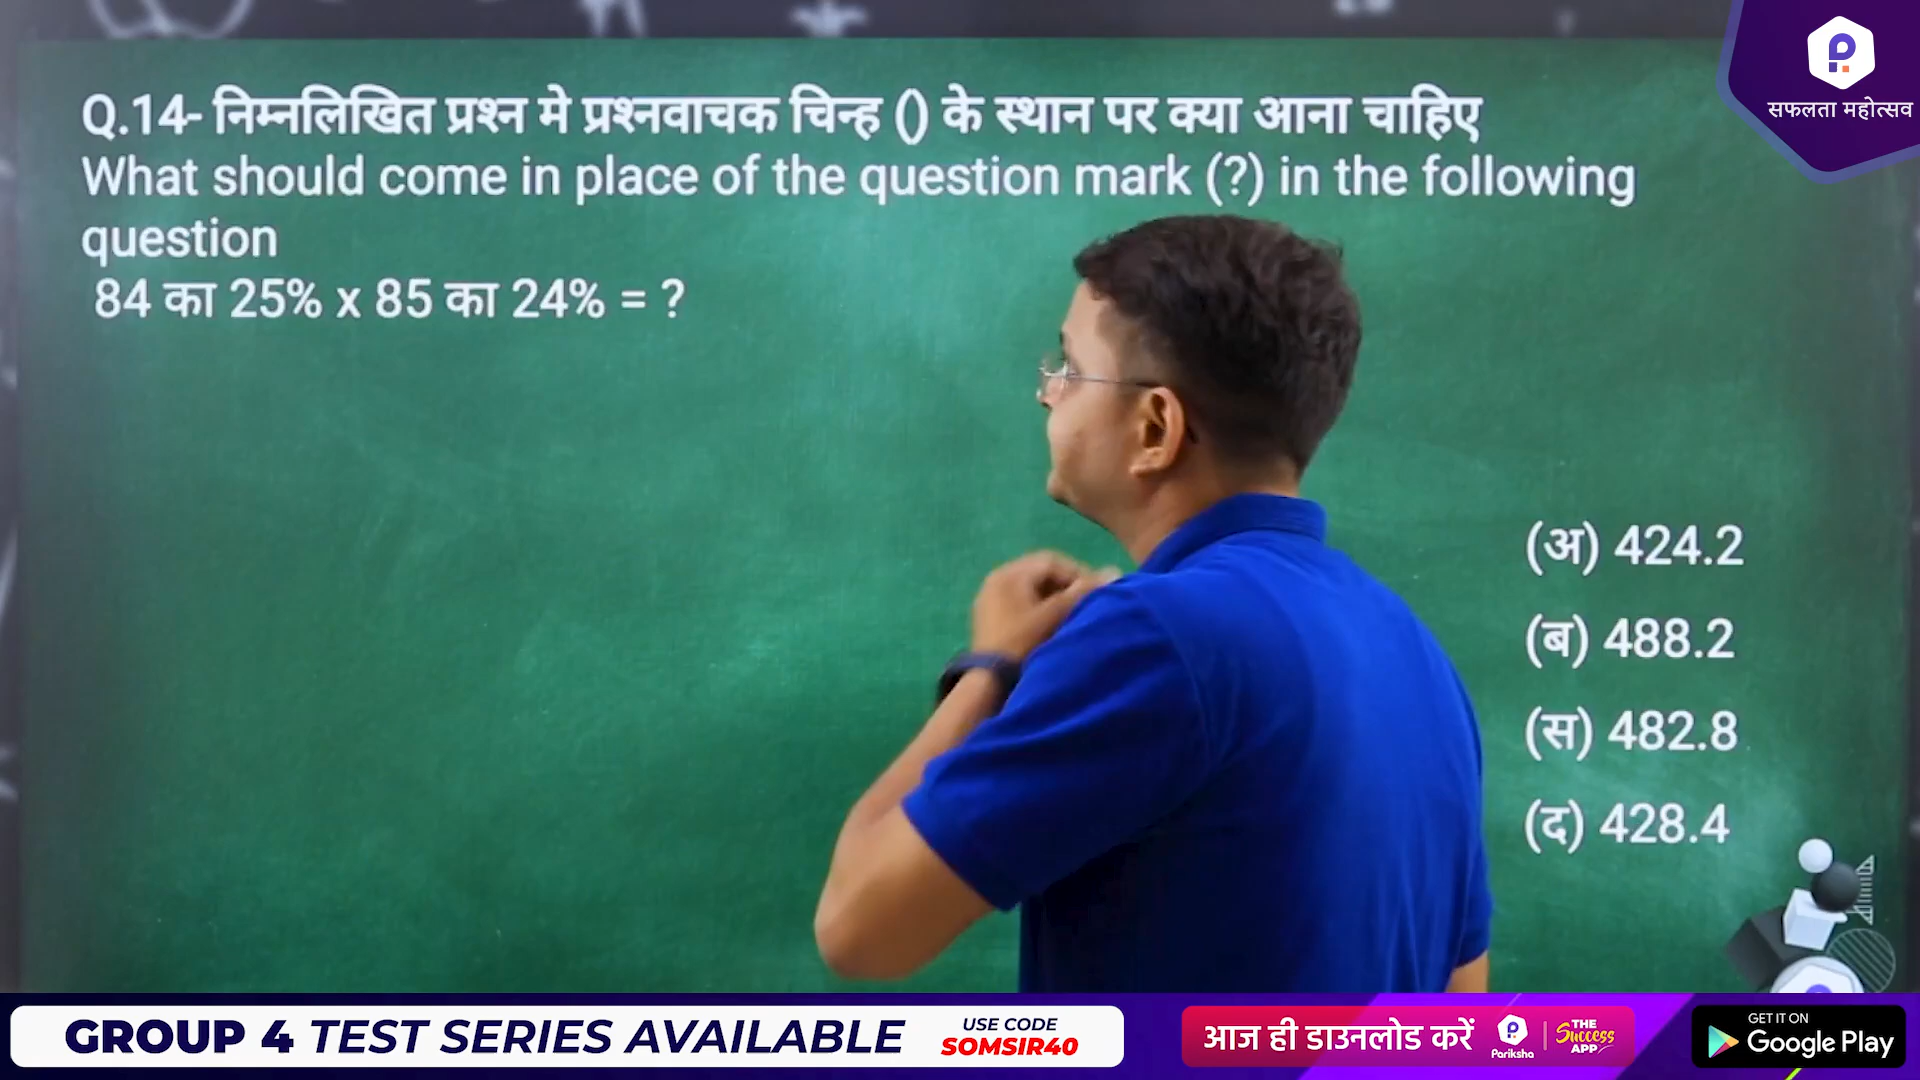 Q.14- निम्नलिखित प्रश्न मे प्रश्नवाचक चिन्ह () के स्थान पर क्या आना चाहिए
What should come in place of the question mark (?) in the following
question
84 का 25% x 85 का 24% = ?
(अ) 424.2
(ब) 488.2
(स) 482.8
(द) 428.4
सफलता महोत्सव
GROUP 4 TEST SERIES AVAILABLE
USE CODE
SOMSIR40
आज ही डाउनलोड करें
Pariksha
THE
Success
APP
GET IT ON
Google Play